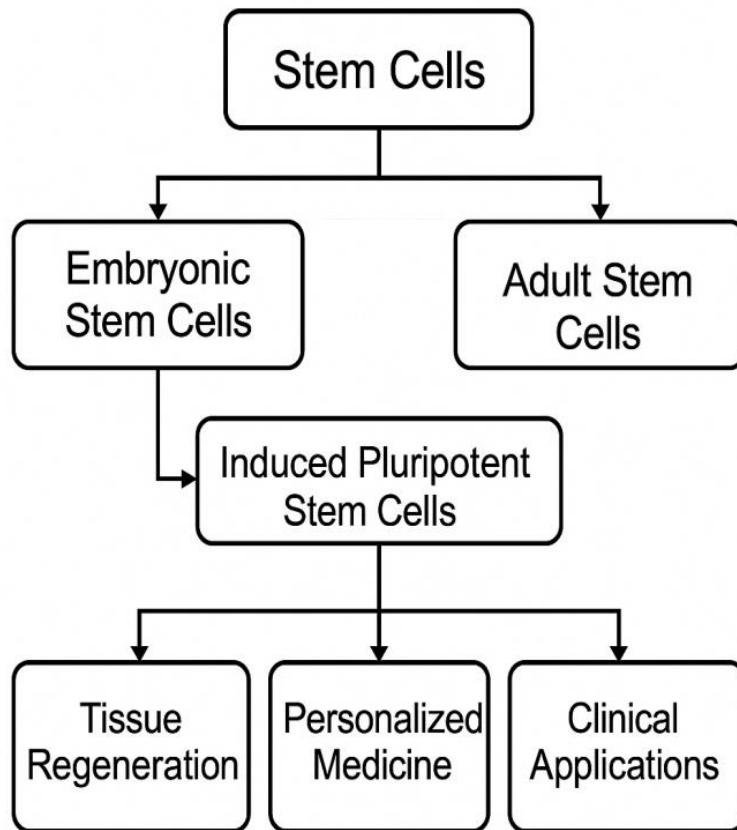 Stem Cells
Embryonic
Stem Cells
Adult Stem
Cells
Induced Pluripotent
Stem Cells
Tissue
Regeneration
Personalized
Medicine
Clinical
Applications